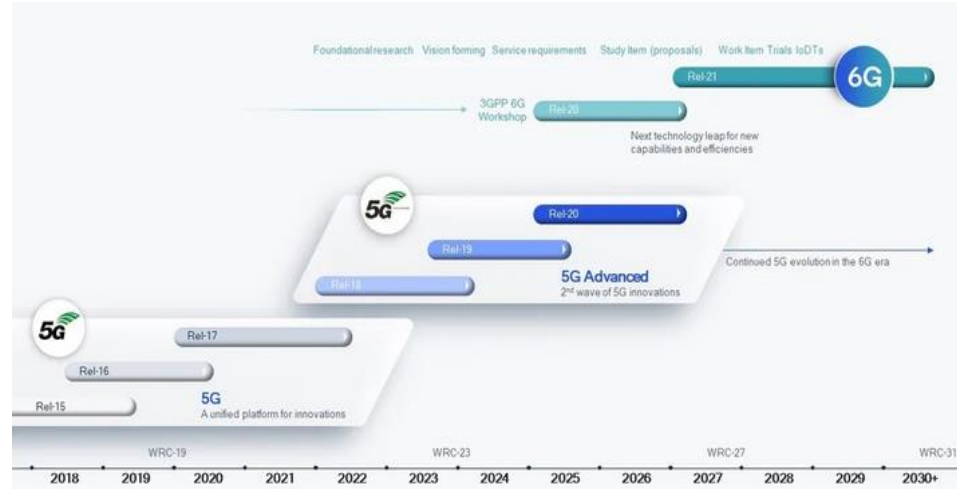 Foundational research Vision forming Service requirements Study Item (proposals) Work Item Trials IoDTs
Rel-21
6G
3GPP 6G
Workshop
Rel-20
Next technology leap for new
capabilities and efficiencies
5G
Rel-20
Rel-19
Continued 5G evolution in the 6G era
5G Advanced
2nd wave of 5G innovations
Rel-18
5G
Rel-17
Rel-16
5G
A unified platform for innovations
Rel-15
WRC-19 WRC-23 WRC-27 WRC-31
2018 2019 2020 2021 2022 2023 2024 2025 2026 2027 2028 2029 2030+